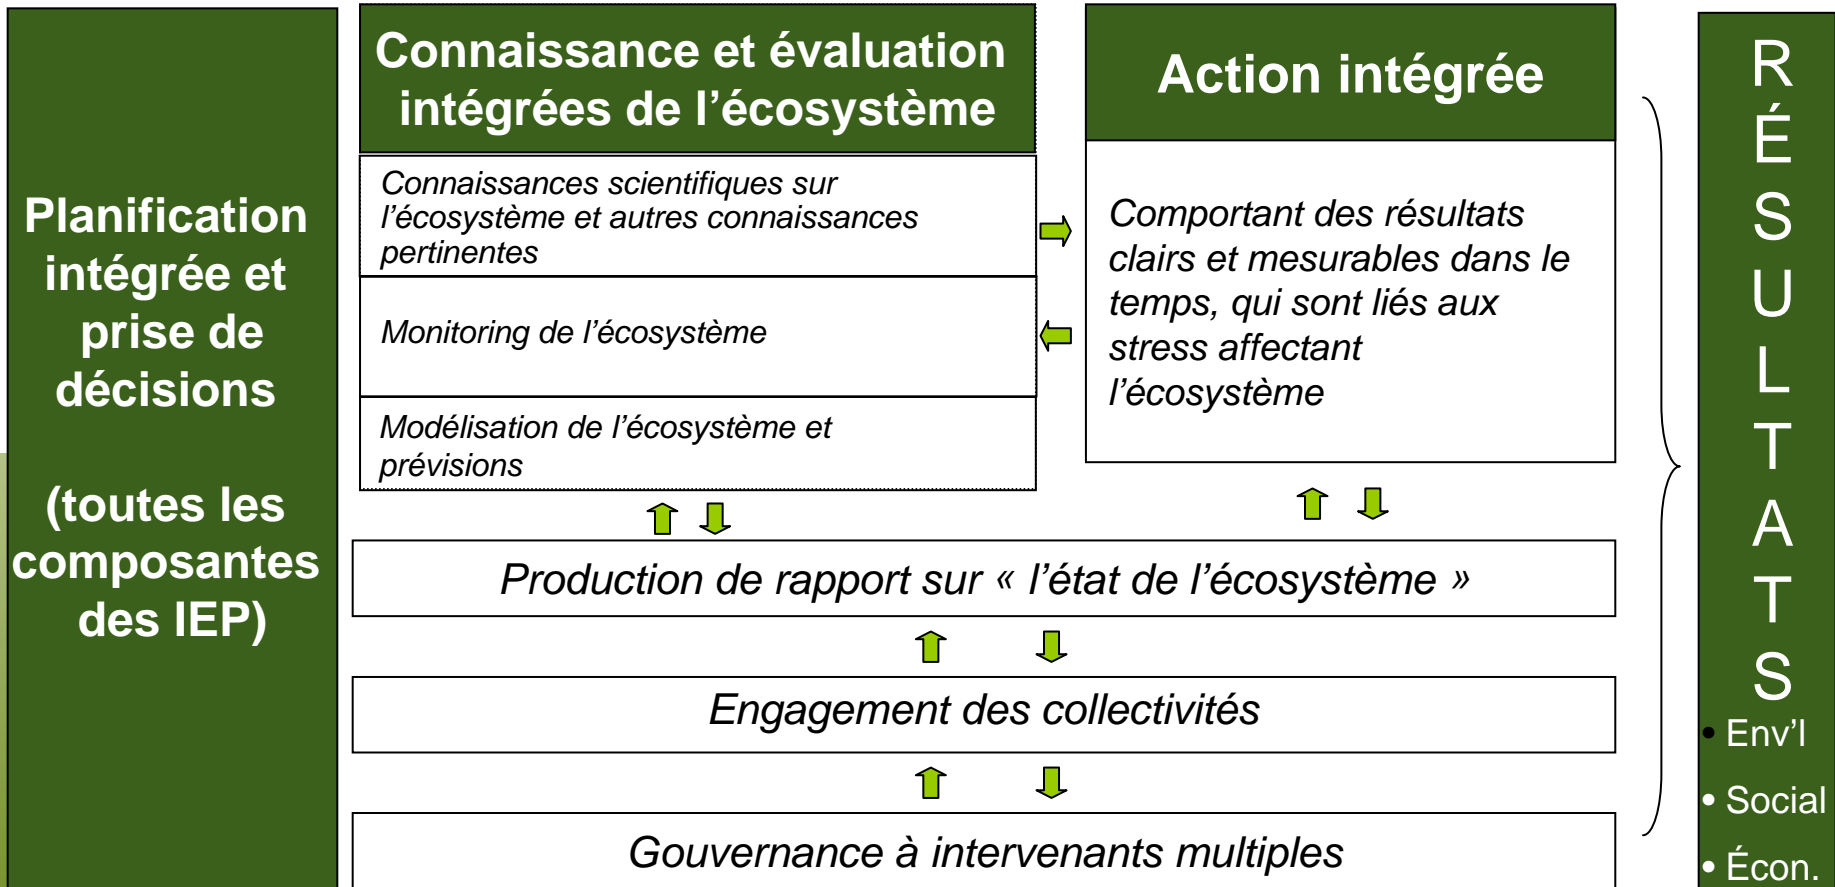 Planification
intégrée et
prise de
décisions
(toutes les
composantes
des IEP)
Connaissance et évaluation
intégrées de l’écosystème
Connaissances scientifiques sur
l’écosystème et autres connaissances
pertinentes
Monitoring de l’écosystème
Modélisation de l’écosystème et
prévisions
Action intégrée
Comportant des résultats
clairs et mesurables dans le
temps, qui sont liés aux
stress affectant
l’écosystème
Production de rapport sur « l’état de l’écosystème »
Engagement des collectivités
Gouvernance à intervenants multiples
R
É
S
U
L
T
A
T
S
• Env’l
• Social
• Écon.